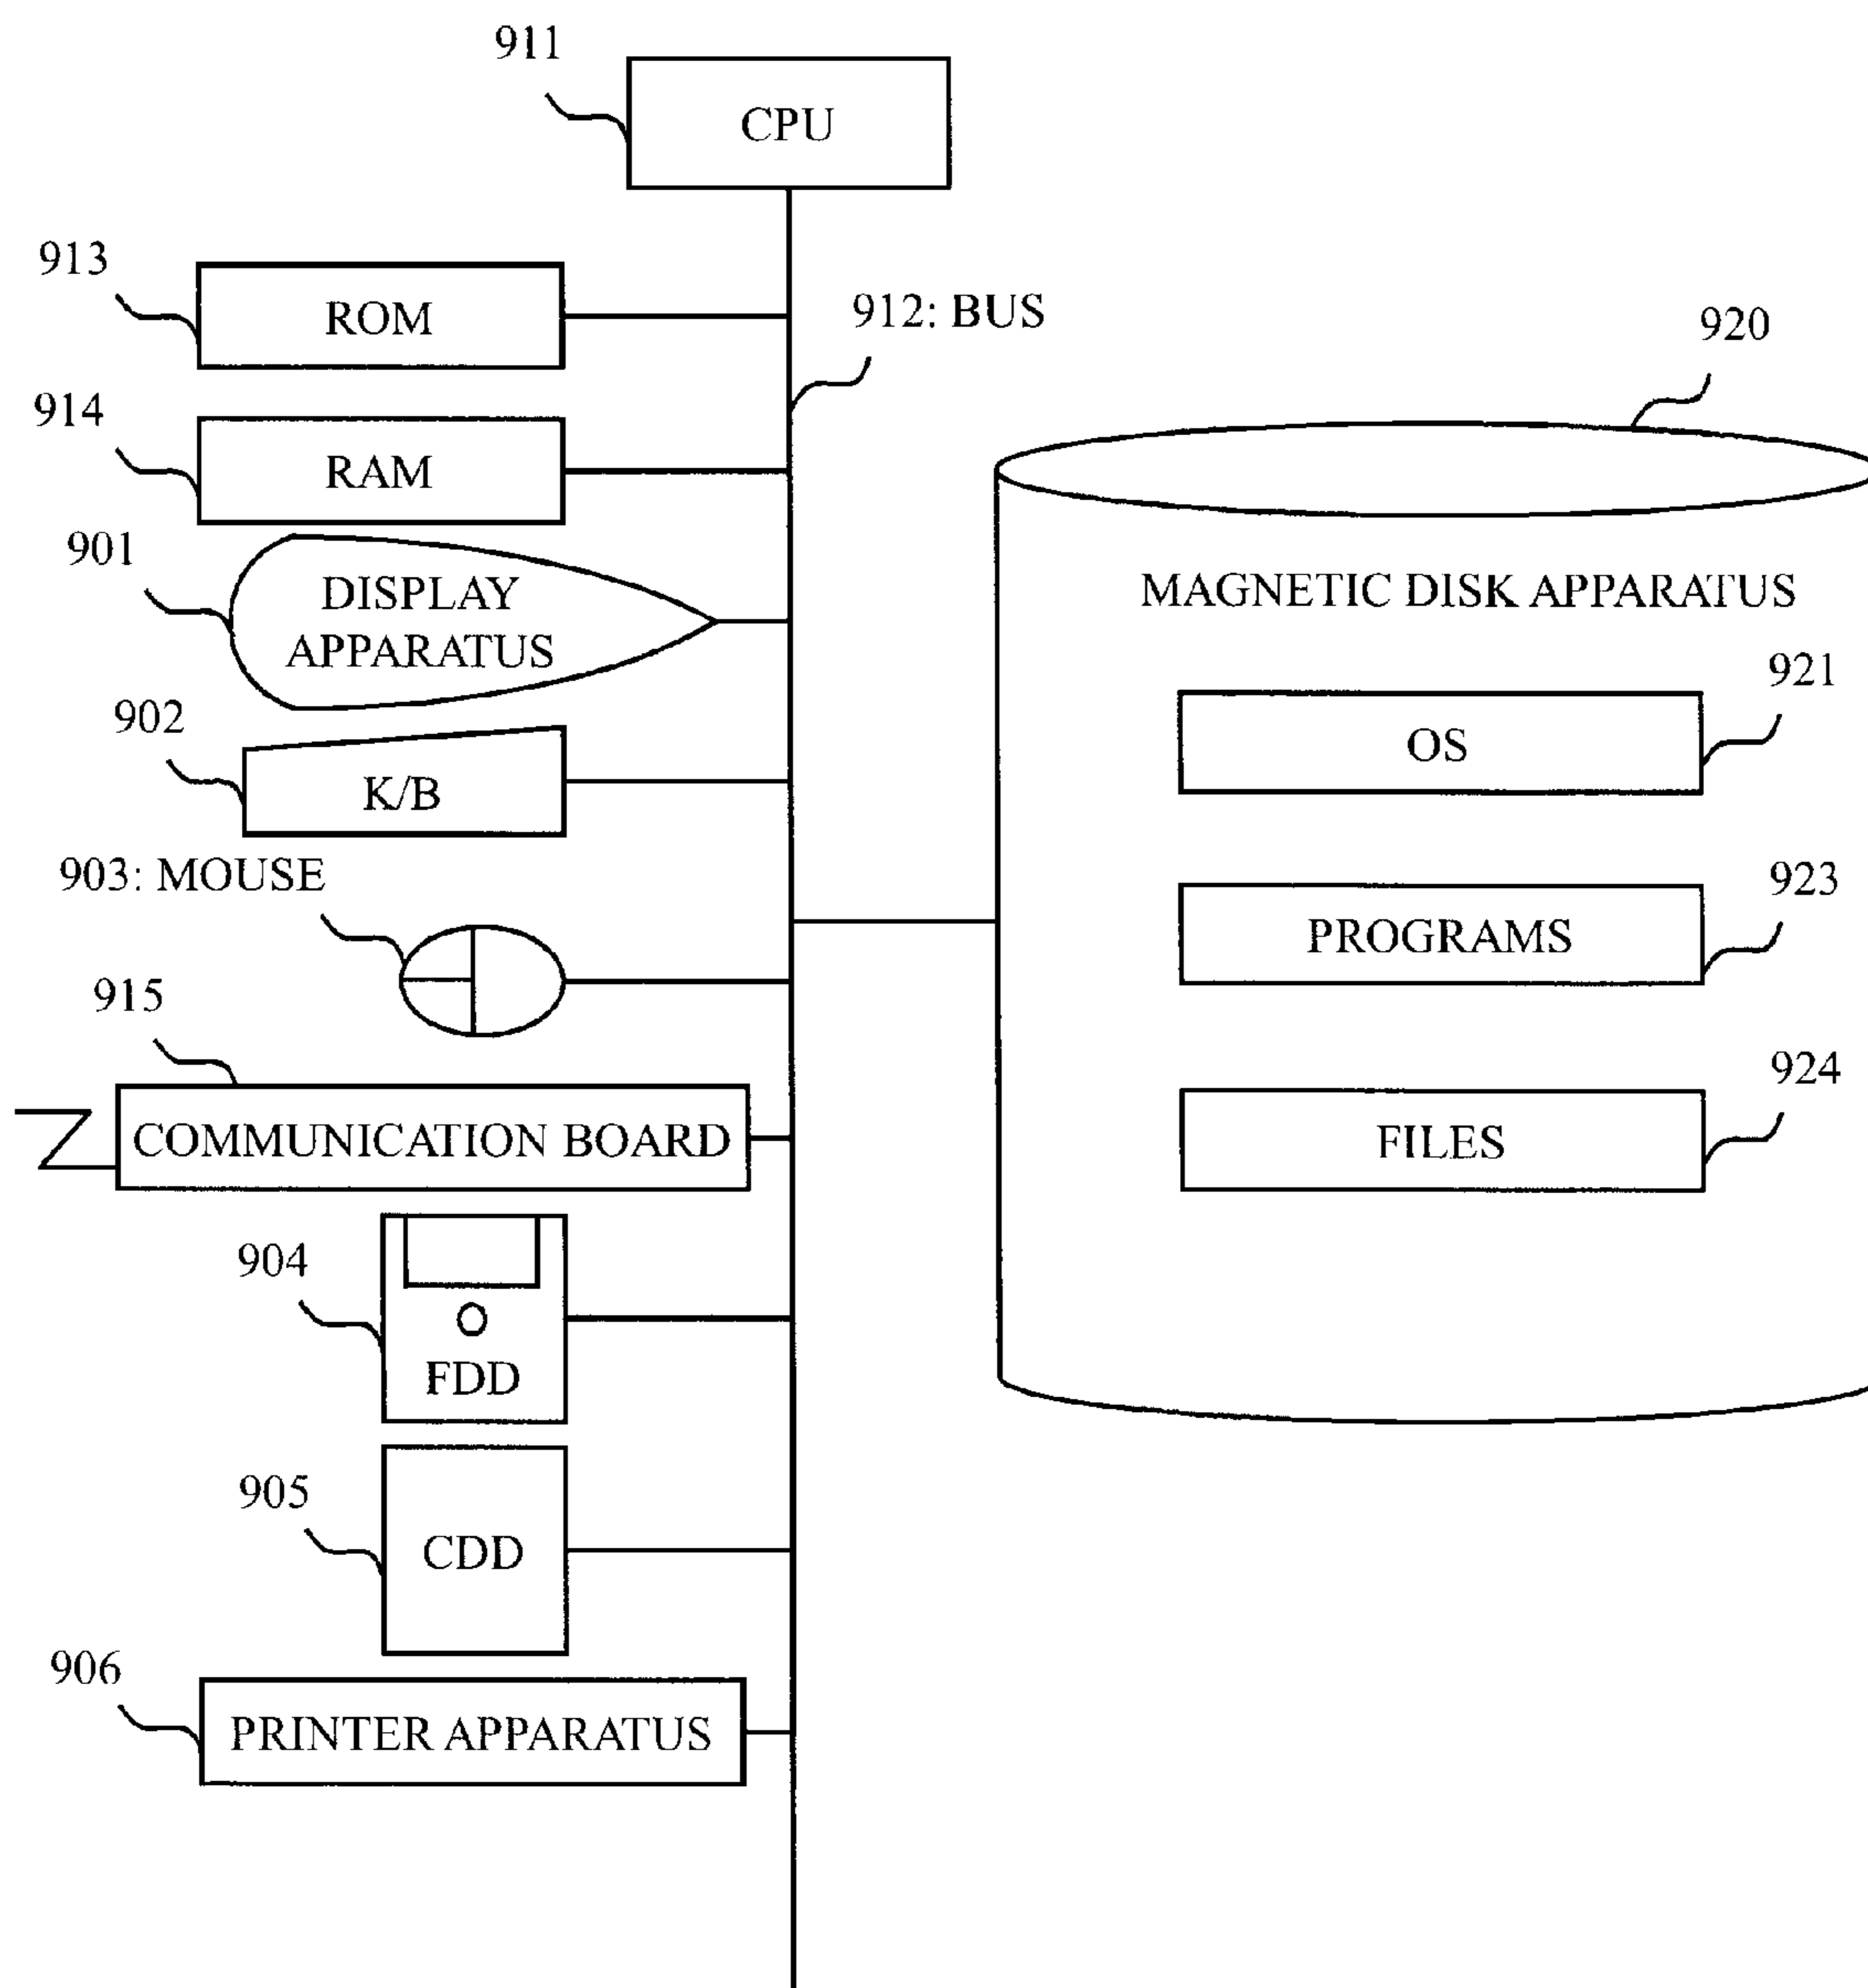 911
CPU
913
ROM
912: BUS
920
914
RAM
901
DISPLAY
APPARATUS
MAGNETIC DISK APPARATUS
921
OS
902
K/B
903: MOUSE
923
PROGRAMS
915
COMMUNICATION BOARD
924
FILES
904
FDD
905
CDD
906
PRINTER APPARATUS